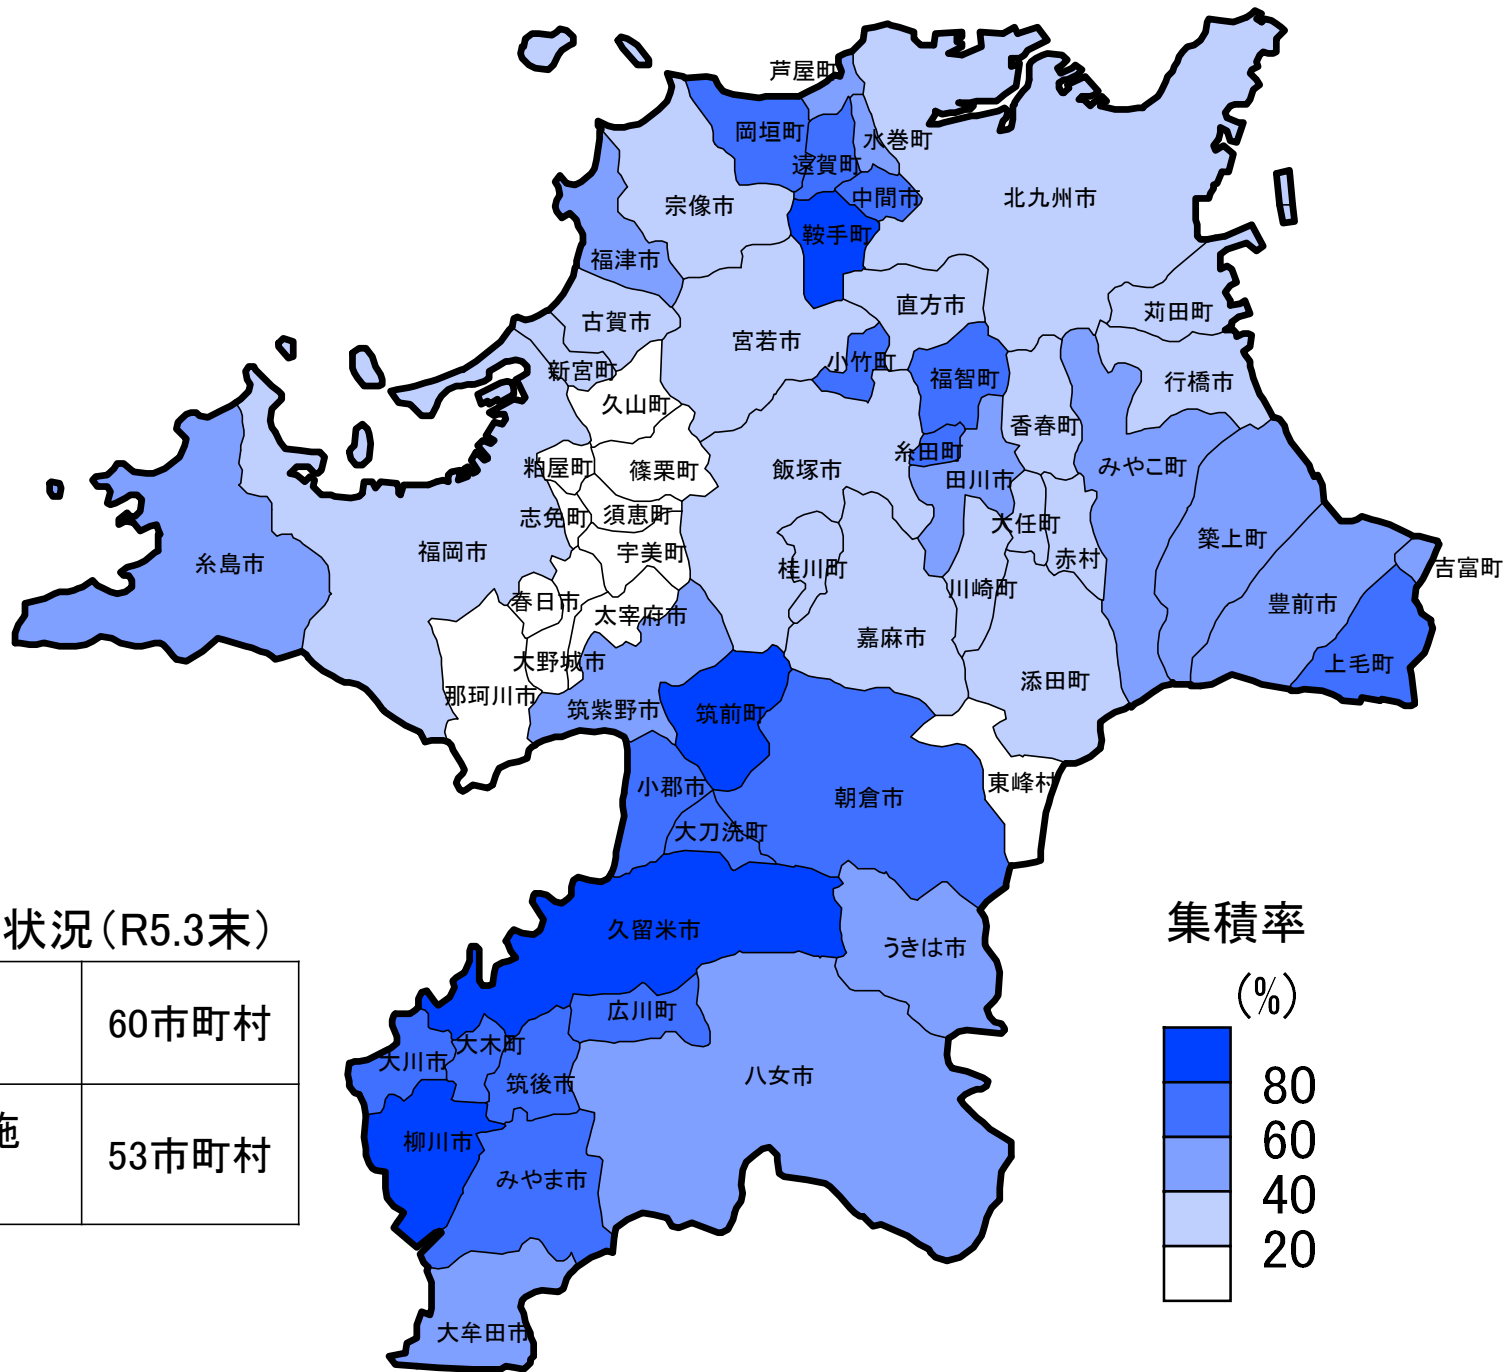 芦屋町
岡垣町
水巻町
遠賀町
中間市
北九州市
宗像市
鞍手町
福津市
直方市
苅田町
古賀市
宮若市
小竹町
新宮町
福智町
行橋市
久山町
香春町
糸田町
みやこ町
粕屋町
篠栗町
飯塚市
田川市
志免町
須恵町
大任町
築上町
福岡市
宇美町
糸島市
桂川町
赤村
吉富町
川崎町
春日市
豊前市
太宰府市
嘉麻市
大野城市
上毛町
添田町
那珂川市
筑紫野市
筑前町
小郡市
朝倉市
東峰村
大刀洗町
久留米市
うきは市
広川町
大木町
大川市
筑後市
八女市
柳川市
みやま市
大牟田市
状況(R5.3末)
60市町村
施
53市町村
集積率
(%)
80
60
40
20